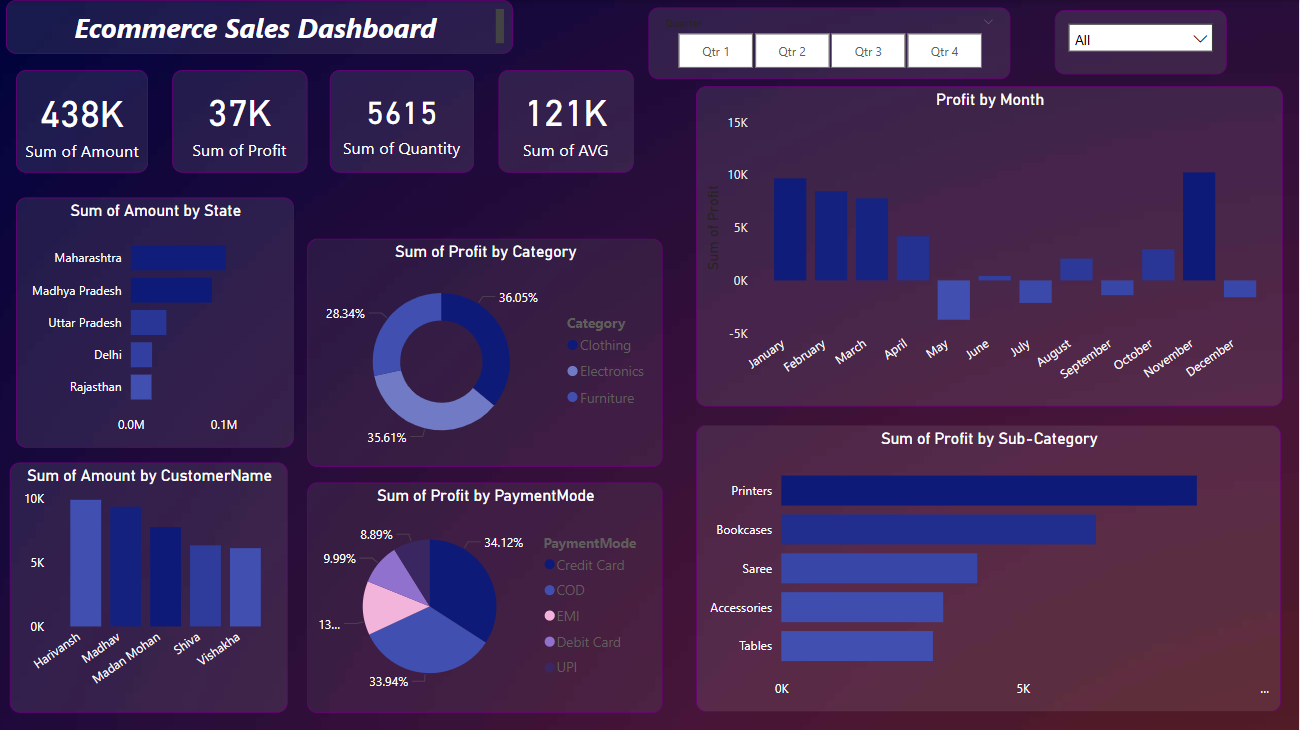 Ecommerce Sales Dashboard
Qtr 1
Qtr 2
Qtr 3
Qtr 4
All
438K
Sum of Amount
37K
Sum of Profit
5615
Sum of Quantity
121K
Sum of AVG
Profit by Month
Sum of Profit
15K
10K
5K
0K
-5K
January
February
March
April
May
June
July
August
September
October
November
December
Sum of Amount by State
Maharashtra
Madhya Pradesh
Uttar Pradesh
Delhi
Rajasthan
0.0M
0.1M
Sum of Profit by Category
36.05%
28.34%
35.61%
Category
Clothing
Electronics
Furniture
Sum of Amount by CustomerName
10K
5K
0K
Harivansh
Madhav
Madan Mohan
Shiva
Vishakha
Sum of Profit by PaymentMode
34.12%
8.89%
9.99%
13...
33.94%
PaymentMode
Credit Card
COD
EMI
Debit Card
UPI
Sum of Profit by Sub-Category
Printers
Bookcases
Saree
Accessories
Tables
0K
5K
...